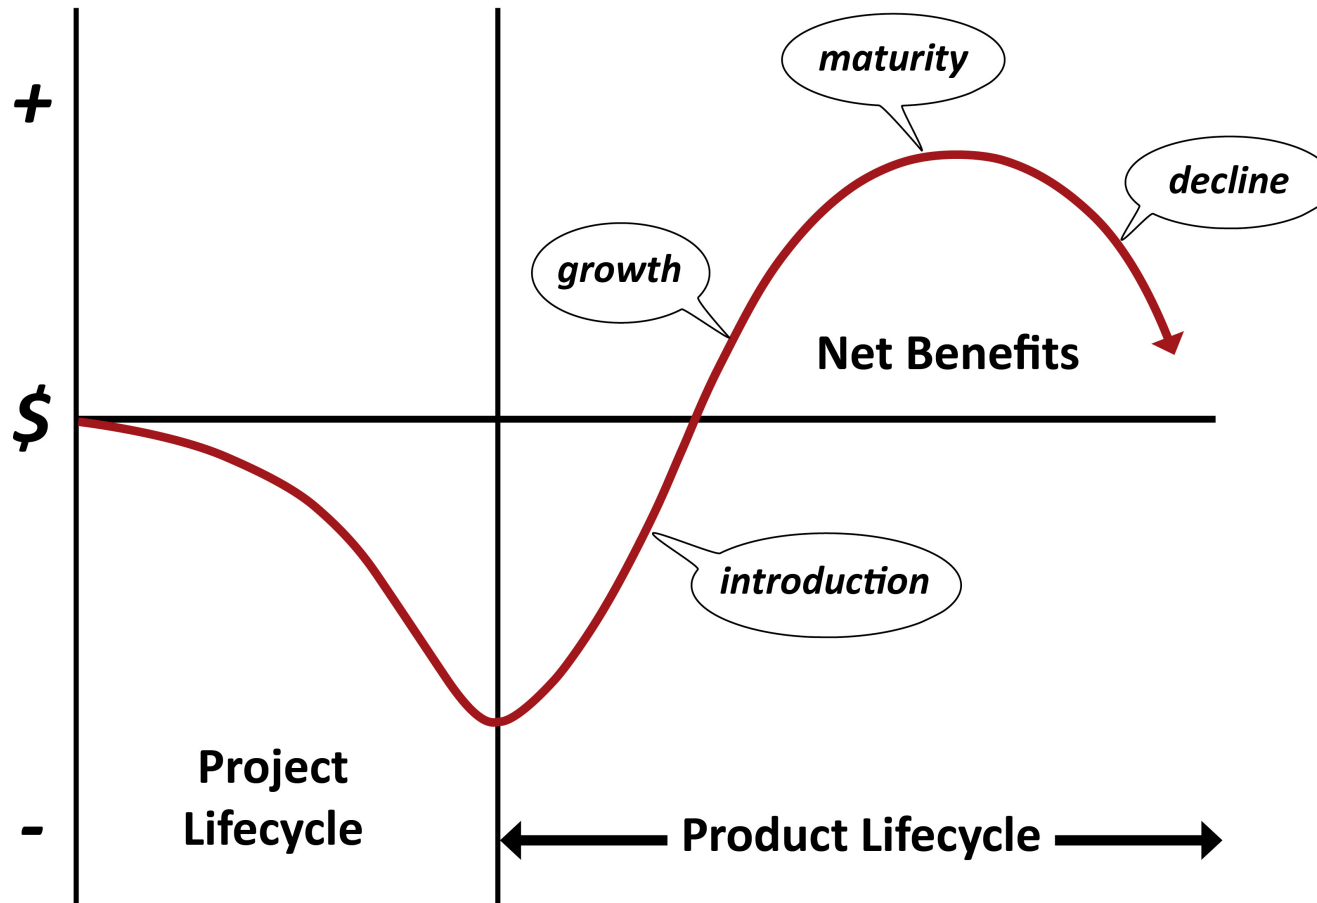 +
maturity
decline
growth
Net Benefits
$
introduction
Project
Lifecycle
-
Product Lifecycle